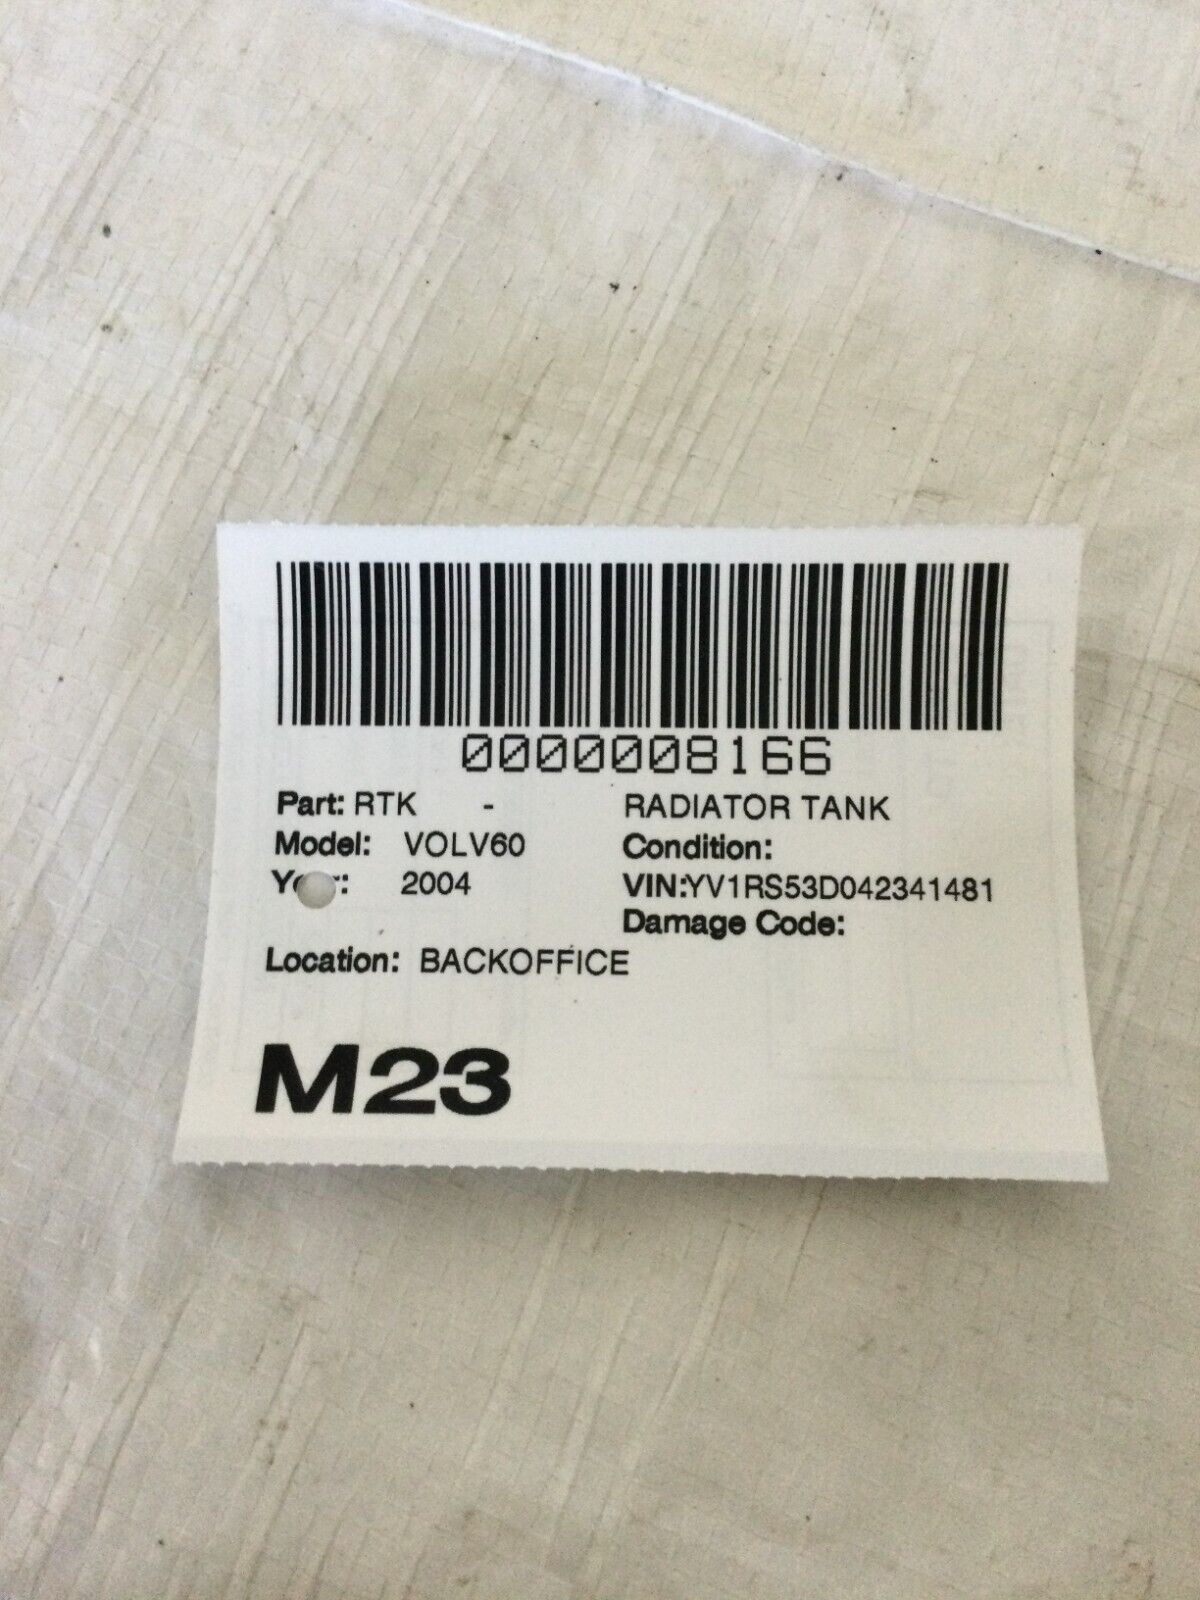 0000008166
Part: RTK - RADIATOR TANK
Model: VOLV60 Condition:
2004 VIN:YV1RS53D042341481
Damage Code:
Location: BACKOFFICE
M23